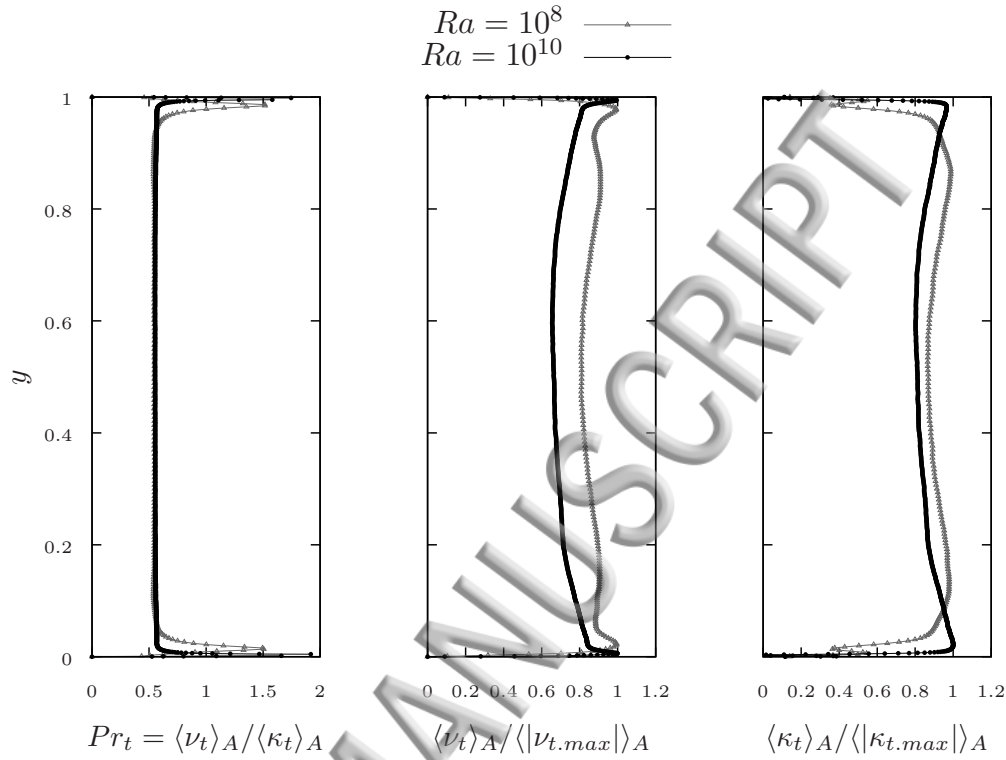 Ra = 10^8
Ra = 10^10
y
1
0.8
0.6
0.4
0.2
0
0 0.5 1 1.5 2
0 0.2 0.4 0.6 0.8 1 1.2
0 0.2 0.4 0.6 0.8 1 1.2
Pr_t = ⟨ν_t⟩_A/⟨κ_t⟩_A
⟨ν_t⟩_A/⟨|ν_{t.max}|⟩_A
⟨κ_t⟩_A/⟨|κ_{t.max}|⟩_A
MANUSCRIPT